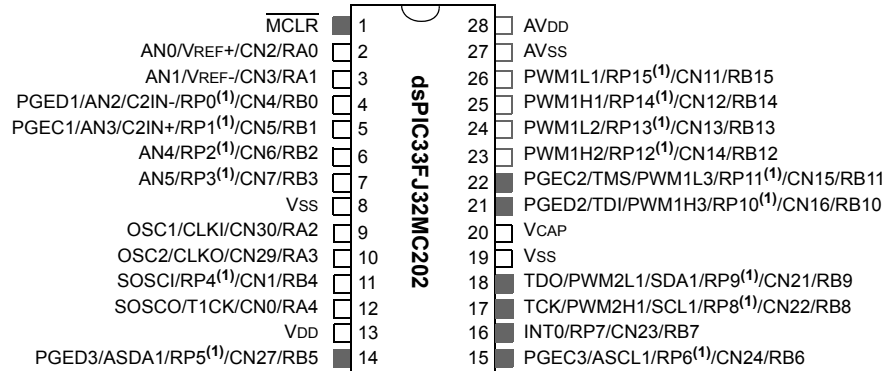 MCLR 1
AN0/VREF+/CN2/RA0 2
AN1/VREF-/CN3/RA1 3
PGED1/AN2/C2IN-/RP0(1)/CN4/RB0 4
PGEC1/AN3/C2IN+/RP1(1)/CN5/RB1 5
AN4/RP2(1)/CN6/RB2 6
AN5/RP3(1)/CN7/RB3 7
VSS 8
OSC1/CLKI/CN30/RA2 9
OSC2/CLKO/CN29/RA3 10
SOSCI/RP4(1)/CN1/RB4 11
SOSCO/T1CK/CN0/RA4 12
VDD 13
PGED3/ASDA1/RP5(1)/CN27/RB5 14
dsPIC33FJ32MC202
28 AVDD
27 AVSS
26 PWM1L1/RP15(1)/CN11/RB15
25 PWM1H1/RP14(1)/CN12/RB14
24 PWM1L2/RP13(1)/CN13/RB13
23 PWM1H2/RP12(1)/CN14/RB12
22 PGEC2/TMS/PWM1L3/RP11(1)/CN15/RB11
21 PGED2/TDI/PWM1H3/RP10(1)/CN16/RB10
20 VCAP
19 VSS
18 TDO/PWM2L1/SDA1/RP9(1)/CN21/RB9
17 TCK/PWM2H1/SCL1/RP8(1)/CN22/RB8
16 INT0/RP7/CN23/RB7
15 PGEC3/ASCL1/RP6(1)/CN24/RB6